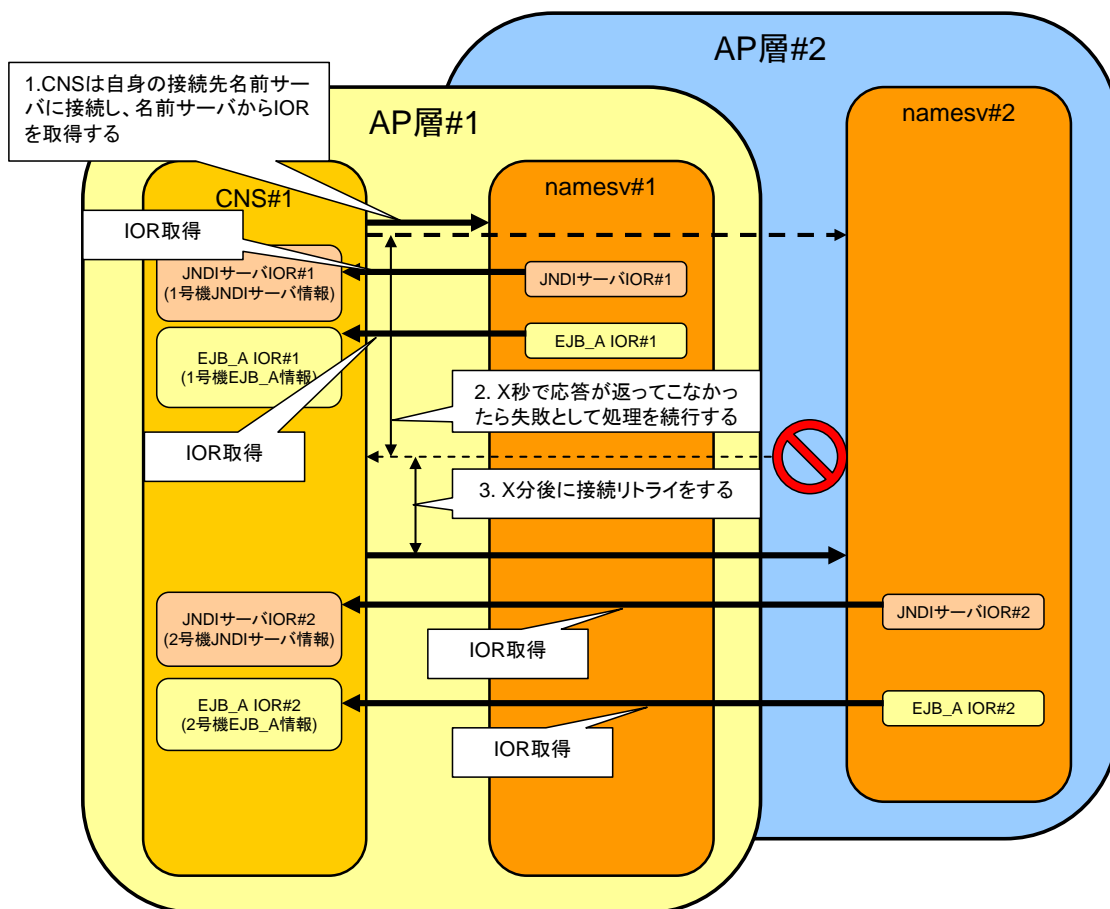 AP層#2
1.CNSは自身の接続先名前サー
バに接続し、名前サーバからIOR
を取得する
AP層#1
namesv#2
CNS#1
namesv#1
IOR取得
JNDIサーバIOR#1
(1号機JNDIサーバ情報)
JNDIサーバIOR#1
EJB_A IOR#1
(1号機EJB_A情報)
EJB_A IOR#1
2. X秒で応答が返ってこなかっ
たら失敗として処理を続行する
IOR取得
3. X分後に接続リトライをする
JNDIサーバIOR#2
(2号機JNDIサーバ情報)
JNDIサーバIOR#2
IOR取得
EJB_A IOR#2
(2号機EJB_A情報)
EJB_A IOR#2
IOR取得